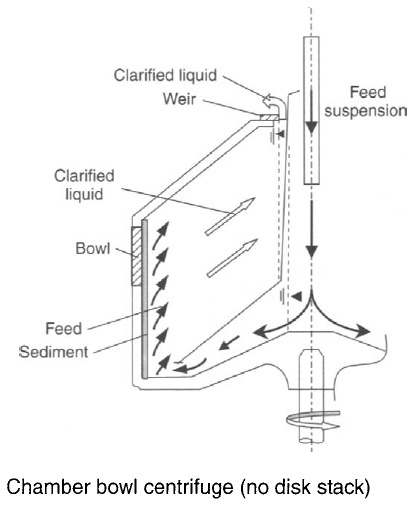 Clarified liquid
Weir
Feed
suspension
Clarified
liquid
Bowl
Feed
Sediment
Chamber bowl centrifuge (no disk stack)